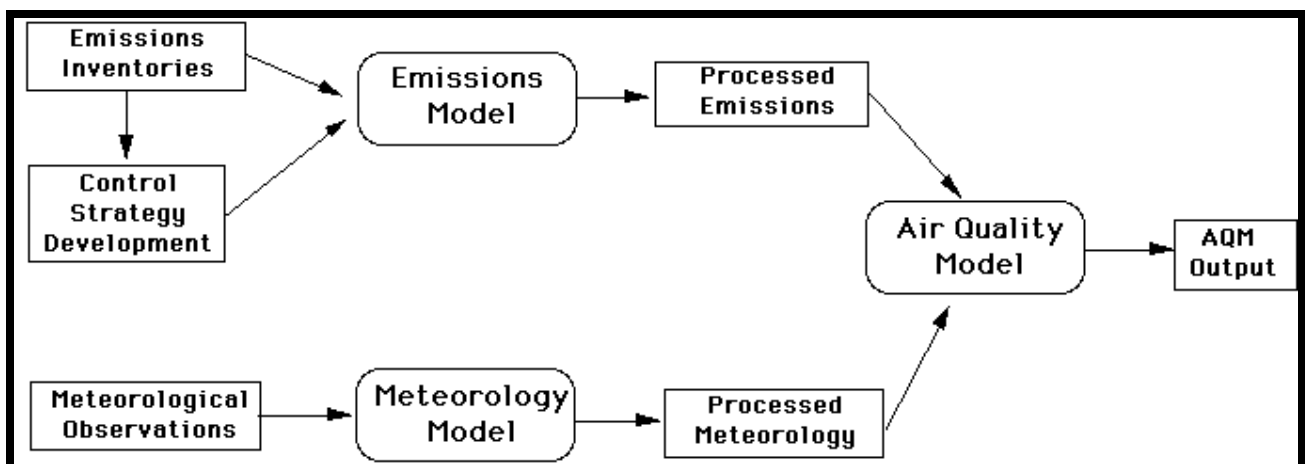 Emissions
Inventories
Emissions
Model
Processed
Emissions
Control
Strategy
Development
Air Quality
Model
AQM
Output
Meteorological
Observations
Meteorology
Model
Processed
Meteorology